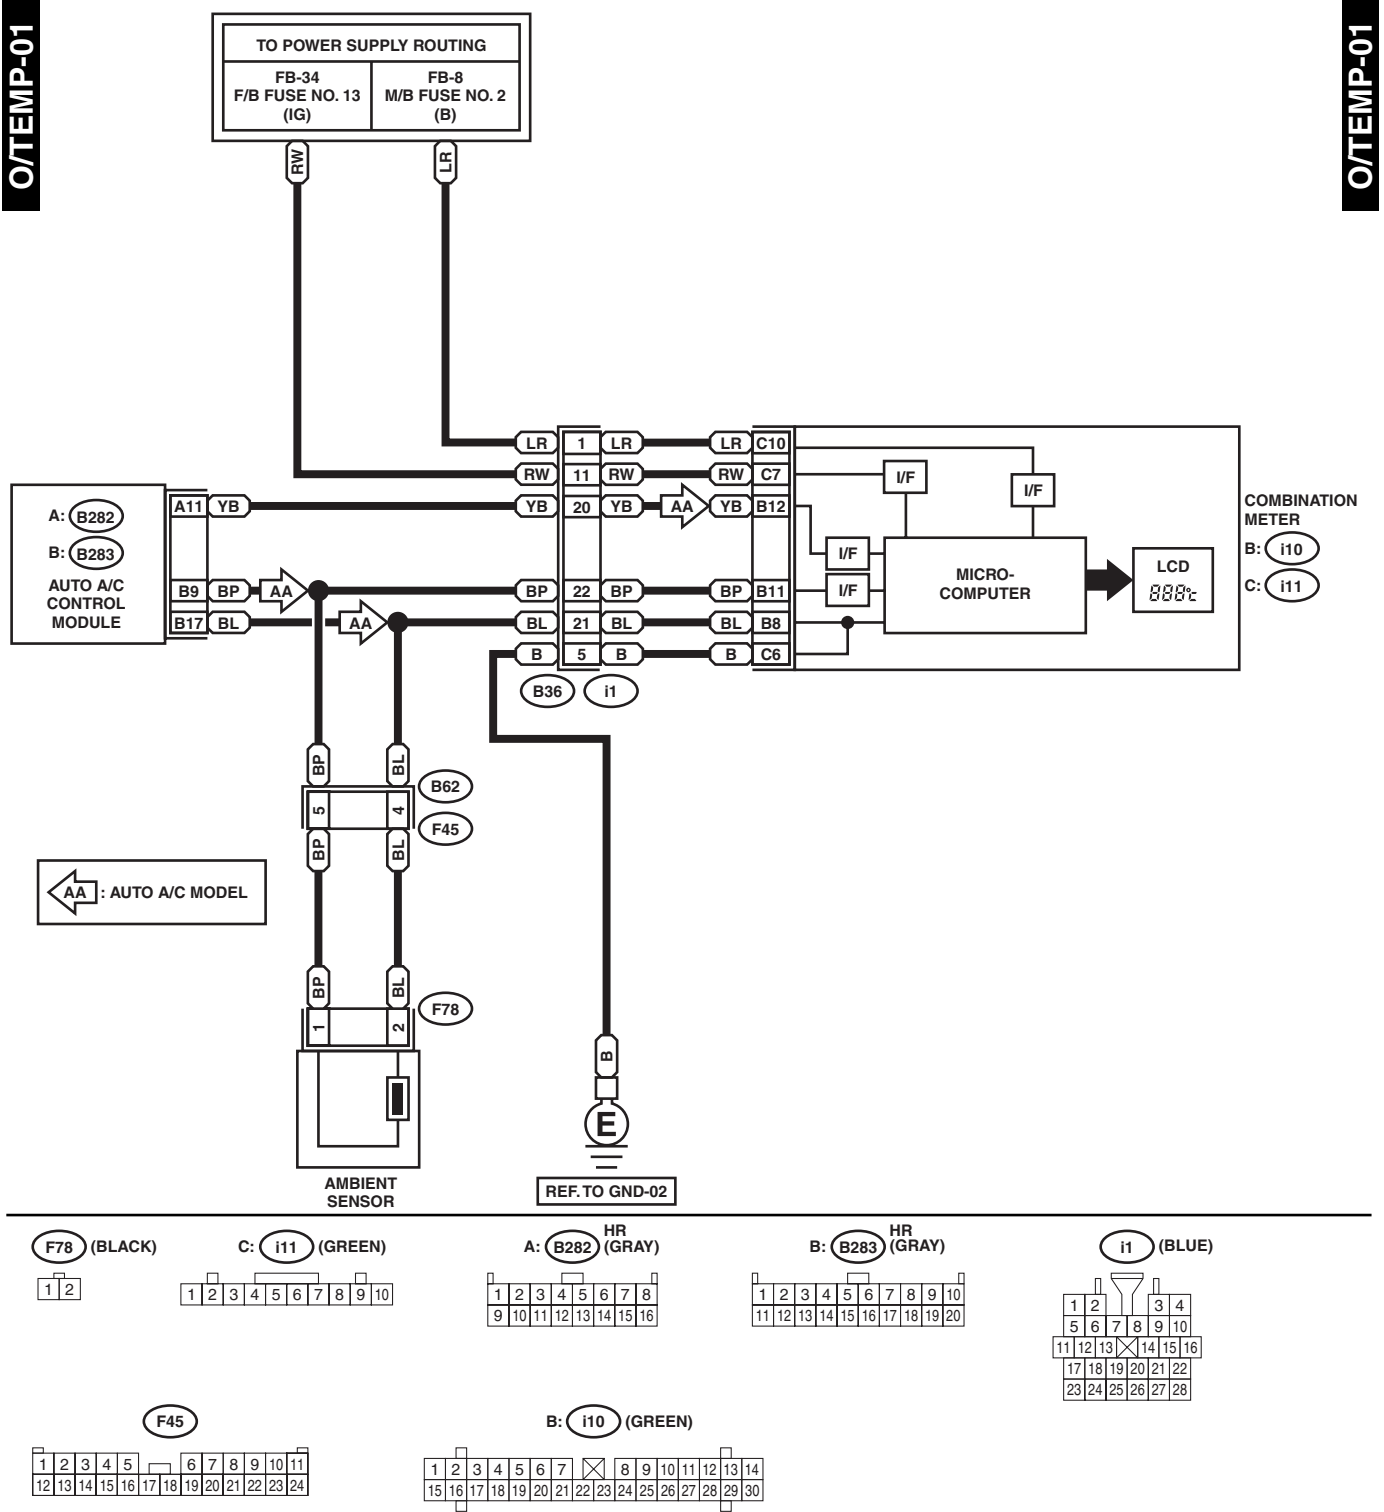 O/TEMP-01
O/TEMP-01
TO POWER SUPPLY ROUTING
FB-34
F/B FUSE NO. 13
(IG)
FB-8
M/B FUSE NO. 2
(B)
RW
LR
LR 1 LR LR C10
RW 11 RW RW C7
A11 YB YB 20 YB AA YB B12
B9 BP AA BP 22 BP BP B11
B17 BL AA BL 21 BL BL B8
B 5 B B C6
B36 i1
A: B282
B: B283
AUTO A/C
CONTROL
MODULE
I/F
I/F
I/F
I/F
MICRO-
COMPUTER
LCD
888℃
COMBINATION
METER
B: i10
C: i11
BP BL
B62
5 4
F45
BP BL
AA : AUTO A/C MODEL
BP BL
F78
1 2
AMBIENT
SENSOR
B
E
REF. TO GND-02
F78 (BLACK)
1 2
C: i11 (GREEN)
1 2 3 4 5 6 7 8 9 10
A: B282 HR
(GRAY)
1 2 3 4 5 6 7 8
9 10 11 12 13 14 15 16
B: B283 HR
(GRAY)
1 2 3 4 5 6 7 8 9 10
11 12 13 14 15 16 17 18 19 20
i1 (BLUE)
1 2 3 4
5 6 7 8 9 10
11 12 13 14 15 16
17 18 19 20 21 22
23 24 25 26 27 28
F45
1 2 3 4 5 6 7 8 9 10 11
12 13 14 15 16 17 18 19 20 21 22 23 24
B: i10 (GREEN)
1 2 3 4 5 6 7 8 9 10 11 12 13 14
15 16 17 18 19 20 21 22 23 24 25 26 27 28 29 30